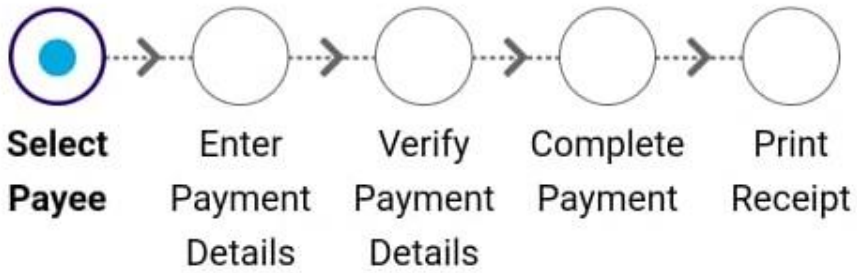 Select
Payee
Enter
Payment
Details
Verify
Payment
Details
Complete
Payment
Print
Receipt